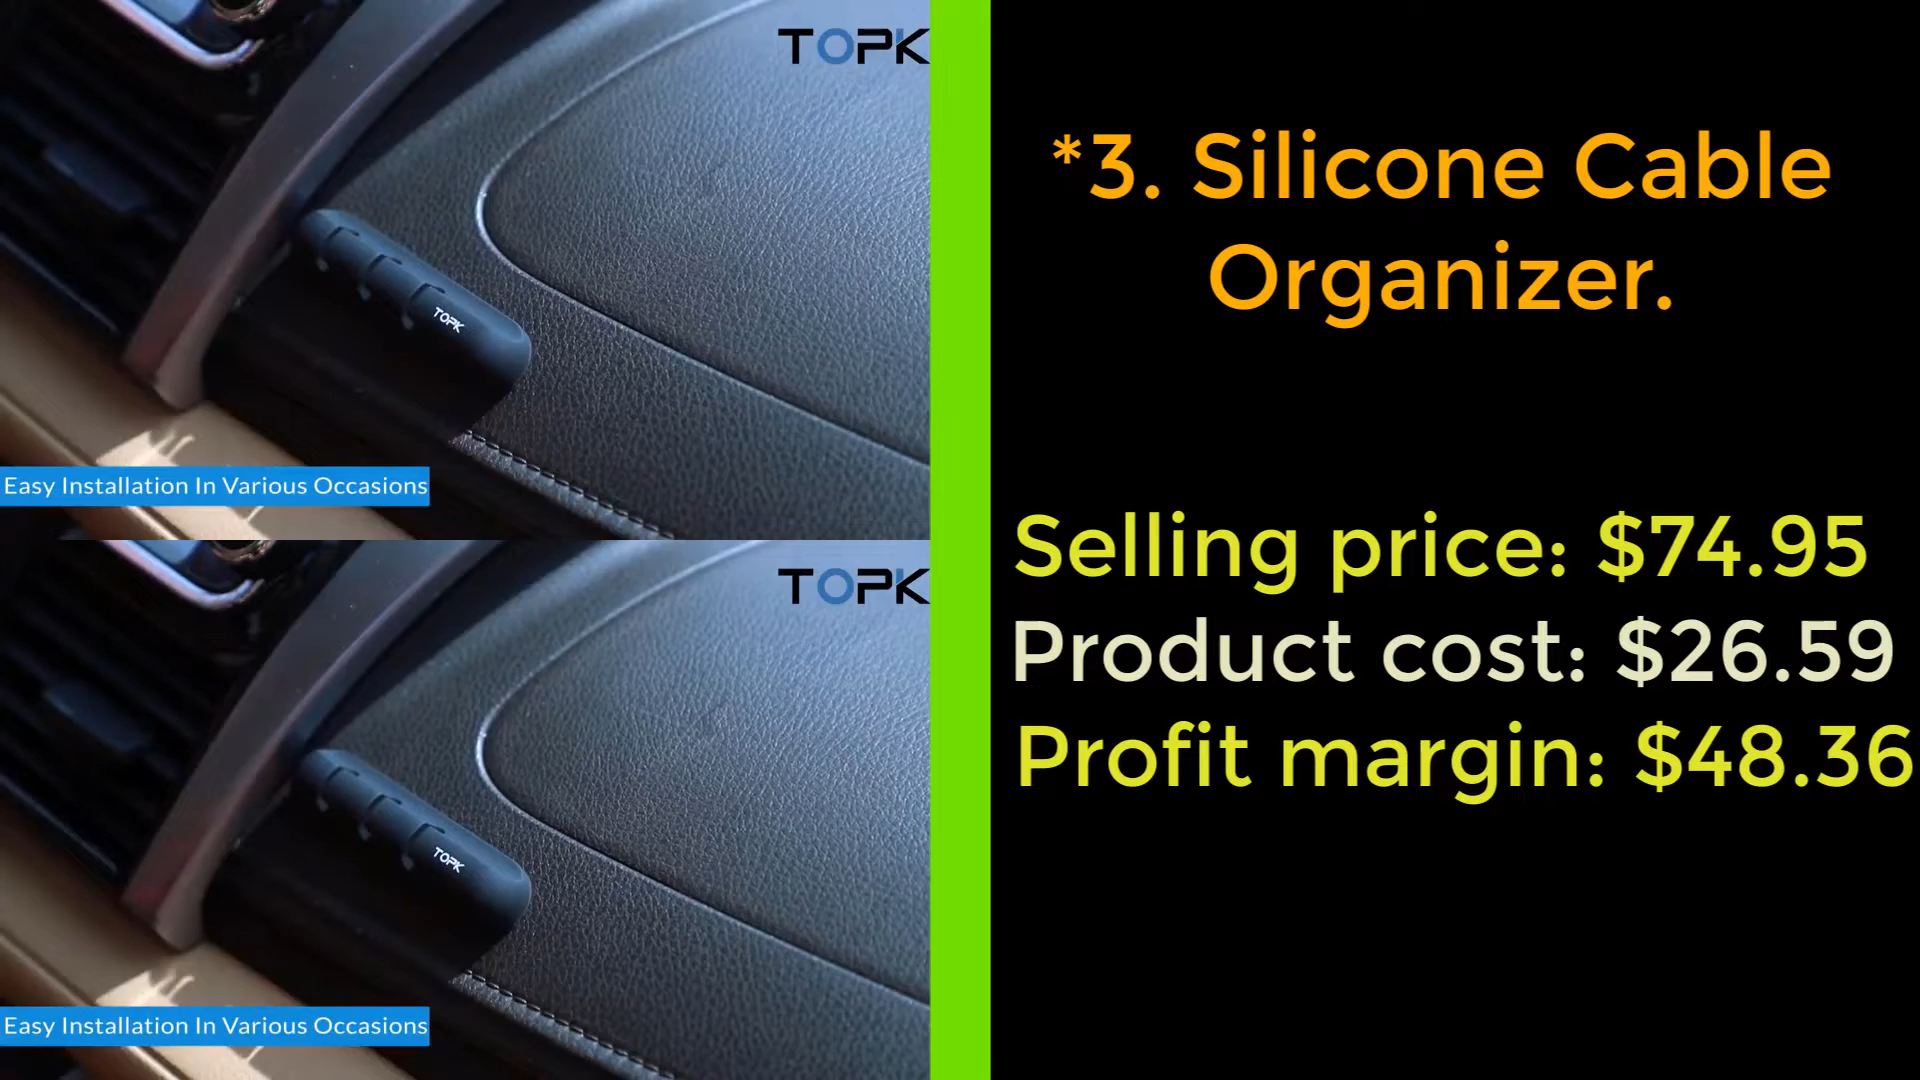 TOPK
TOPK
Easy Installation In Various Occasions
TOPK
TOPK
Easy Installation In Various Occasions
*3. Silicone Cable
Organizer.
Selling price: $74.95
Product cost: $26.59
Profit margin: $48.36